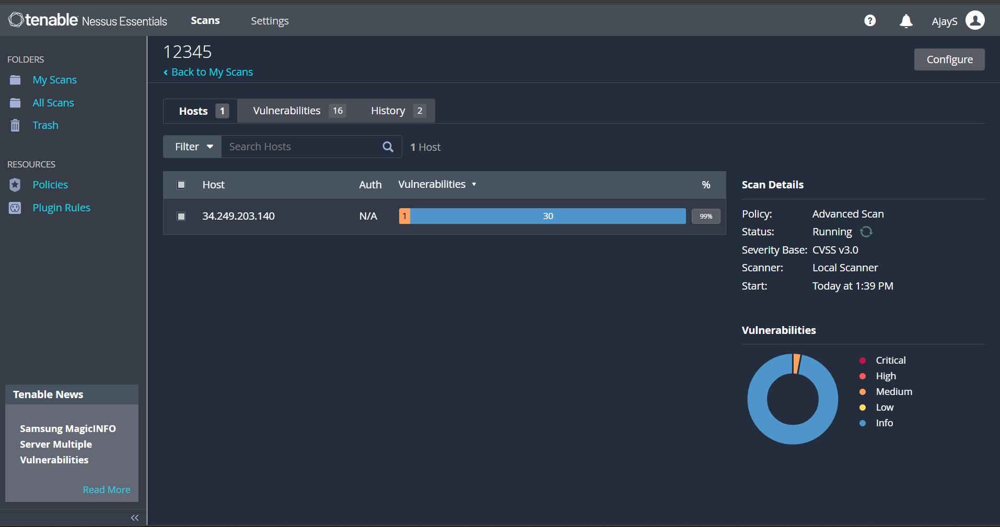 tenable Nessus Essentials Scans Settings ? AjayS
FOLDERS
My Scans
All Scans
Trash
RESOURCES
Policies
Plugin Rules
Tenable News
Samsung MagicINFO
Server Multiple
Vulnerabilities
Read More
12345
Back to My Scans
Configure
Hosts 1 Vulnerabilities 16 History 2
Filter Search Hosts 1 Host
Host Auth Vulnerabilities %
34.249.203.140 N/A 1 30 99%
Scan Details
Policy: Advanced Scan
Status: Running
Severity Base: CVSS v3.0
Scanner: Local Scanner
Start: Today at 1:39 PM
Vulnerabilities
Critical
High
Medium
Low
Info